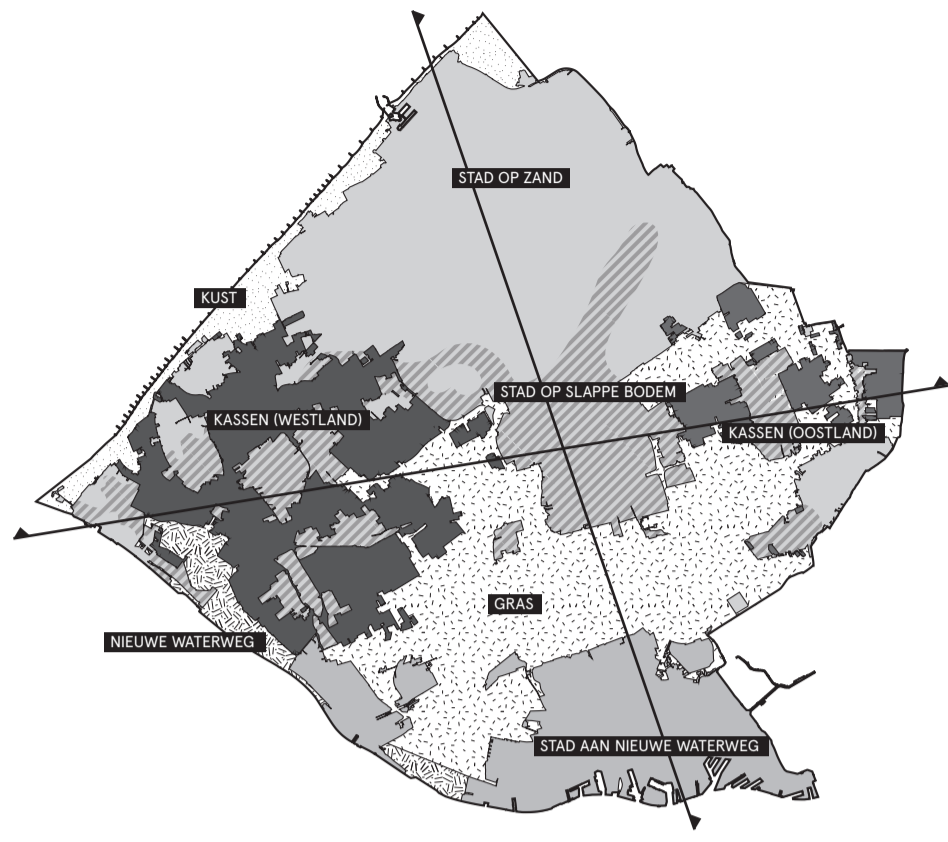 STAD OP ZAND
KUST
STAD OP SLAPPE BODEM
KASSEN (WESTLAND)
KASSEN (OOSTLAND)
GRAS
NIEUWE WATERWEG
STAD AAN NIEUWE WATERWEG